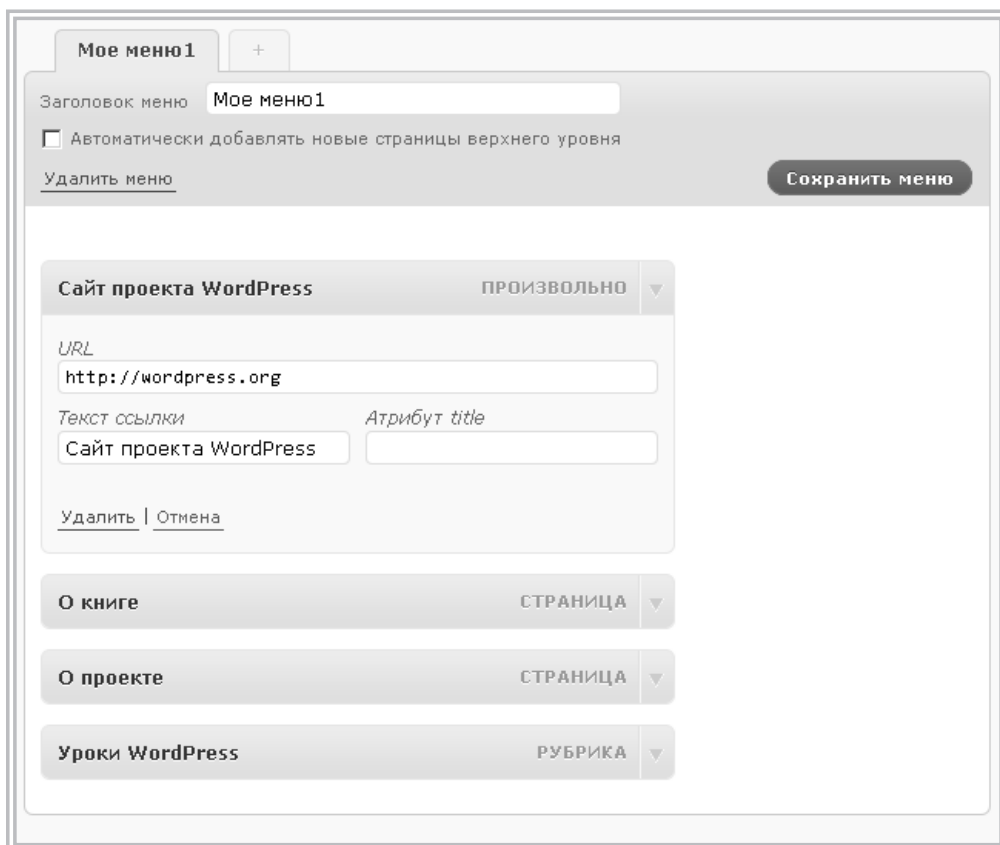 Мое меню1 +
Заголовок меню Мое меню1
Автоматически добавлять новые страницы верхнего уровня
Удалить меню Сохранить меню
Сайт проекта WordPress ПРОИЗВОЛЬНО
URL
http://wordpress.org
Текст ссылки Атрибут title
Сайт проекта WordPress
Удалить | Отмена
О книге СТРАНИЦА
О проекте СТРАНИЦА
Уроки WordPress РУБРИКА